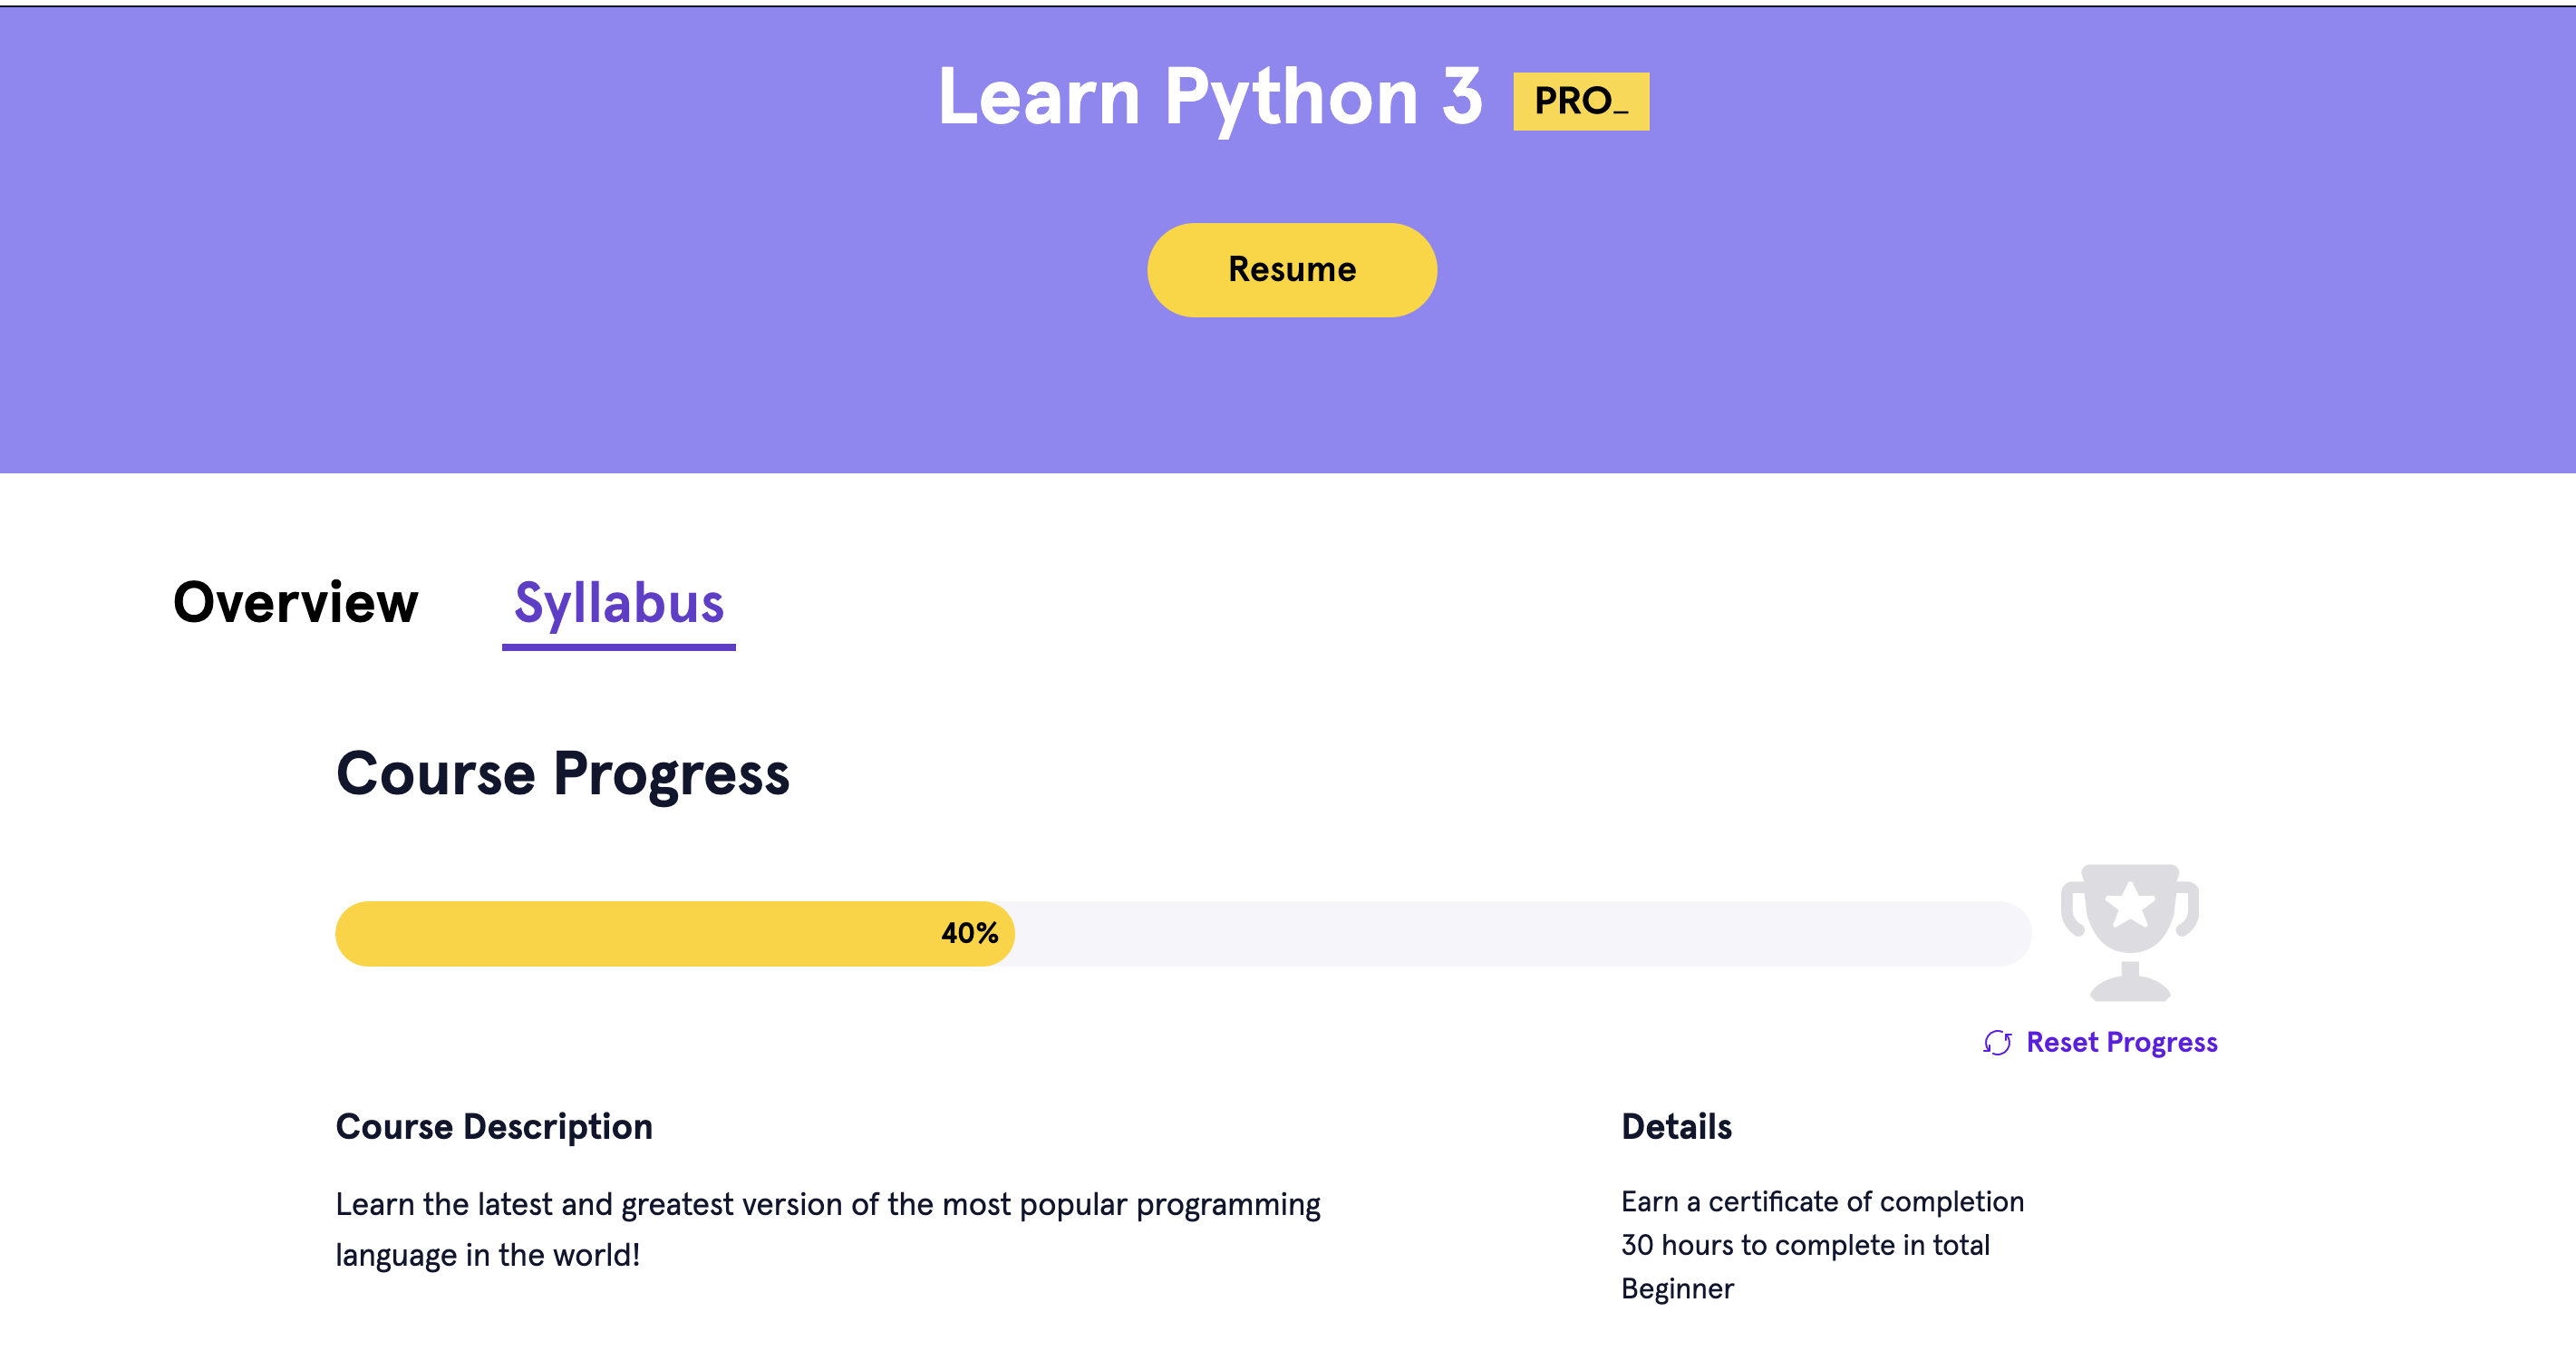 Learn Python 3 PRO_
Resume
Overview Syllabus
Course Progress
40%
Reset Progress
Course Description
Learn the latest and greatest version of the most popular programming
language in the world!
Details
Earn a certificate of completion
30 hours to complete in total
Beginner